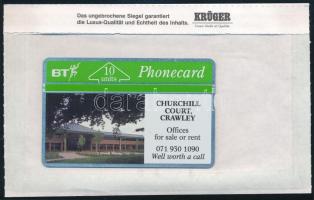 Das ungebrochene Siegel garantiert
die Luxus-Qualität und Echtheit des Inhalts.
KRÜGER
BT
10
units
Phonecard
CHURCHILL
COURT,
CRAWLEY
Offices
for sale or rent
071 930 1090
Well worth a call